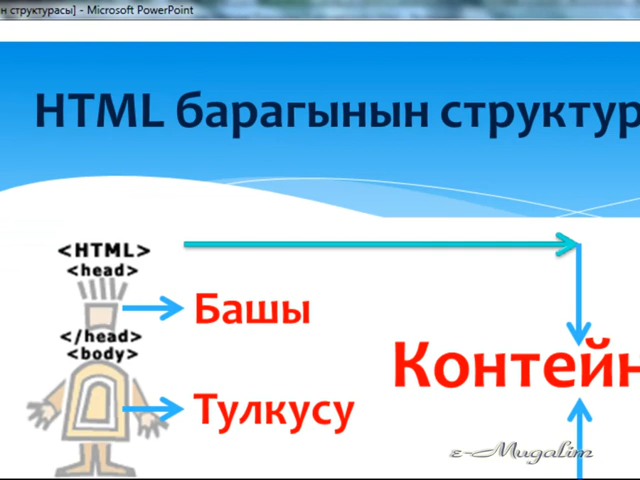 н структурасы] - Microsoft PowerPoint
HTML барагынын структур
<HTML>
<head>
Башы
</head>
<body>
Контейн
Тулкусу
e-Mugalim